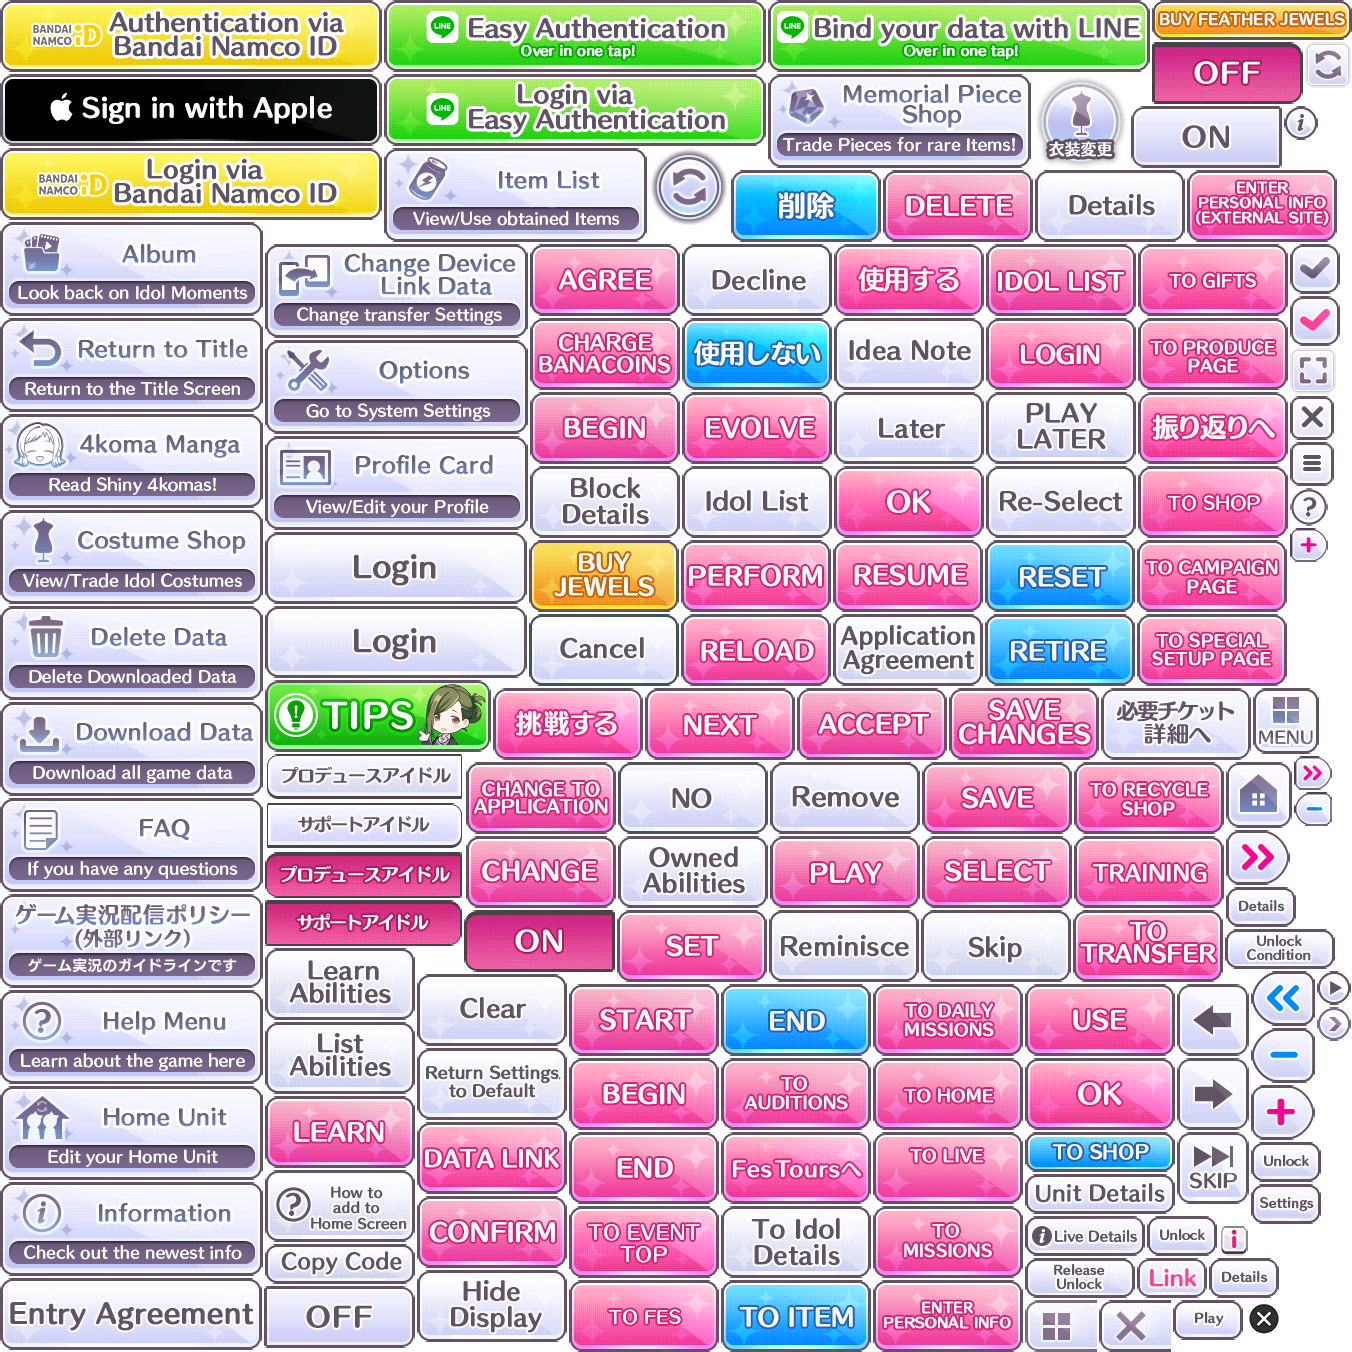 BANDAI NAMCO iD
Authentication via
Bandai Namco ID
LINE
Easy Authentication
Over in one tap!
LINE
Bind your data with LINE
Over in one tap!
BUY FEATHER JEWELS
OFF
Sign in with Apple
LINE
Login via
Easy Authentication
Memorial Piece
Shop
Trade Pieces for rare Items!
衣装変更
ON
i
BANDAI NAMCO iD
Login via
Bandai Namco ID
Item List
View/Use obtained Items
削除
DELETE
Details
ENTER
PERSONAL INFO
(EXTERNAL SITE)
Album
Look back on Idol Moments
Change Device
Link Data
Change transfer Settings
AGREE
Decline
使用する
IDOL LIST
TO GIFTS
Return to Title
Return to the Title Screen
Options
Go to System Settings
CHARGE
BANACOINS
使用しない
Idea Note
LOGIN
TO PRODUCE
PAGE
BEGIN
EVOLVE
Later
PLAY
LATER
振り返りへ
4koma Manga
Read Shiny 4komas!
Profile Card
View/Edit your Profile
Block
Details
Idol List
OK
Re-Select
TO SHOP
?
Costume Shop
View/Trade Idol Costumes
Login
BUY
JEWELS
PERFORM
RESUME
RESET
TO CAMPAIGN
PAGE
Delete Data
Delete Downloaded Data
Login
Cancel
RELOAD
Application
Agreement
RETIRE
TO SPECIAL
SETUP PAGE
Download Data
Download all game data
TIPS
挑戦する
NEXT
ACCEPT
SAVE
CHANGES
必要チケット
詳細へ
MENU
プロデュースアイドル
サポートアイドル
CHANGE TO
APPLICATION
NO
Remove
SAVE
TO RECYCLE
SHOP
FAQ
If you have any questions
プロデュースアイドル
サポートアイドル
CHANGE
Owned
Abilities
PLAY
SELECT
TRAINING
Details
ゲーム実況配信ポリシー
(外部リンク)
ゲーム実況のガイドラインです
ON
SET
Reminisce
Skip
TO
TRANSFER
Unlock
Condition
Learn
Abilities
Clear
START
END
TO DAILY
MISSIONS
USE
Help Menu
Learn about the game here
List
Abilities
Return Settings
to Default
BEGIN
TO
AUDITIONS
TO HOME
OK
Home Unit
Edit your Home Unit
LEARN
DATA LINK
END
FesToursへ
TO LIVE
TO SHOP
SKIP
Unlock
Unit Details
Settings
Information
Check out the newest info
How to
add to
Home Screen
CONFIRM
TO EVENT
TOP
To Idol
Details
TO
MISSIONS
Live Details
Unlock
i
Copy Code
Release
Unlock
Link
Details
Entry Agreement
OFF
Hide
Display
TO FES
TO ITEM
ENTER
PERSONAL INFO
Play